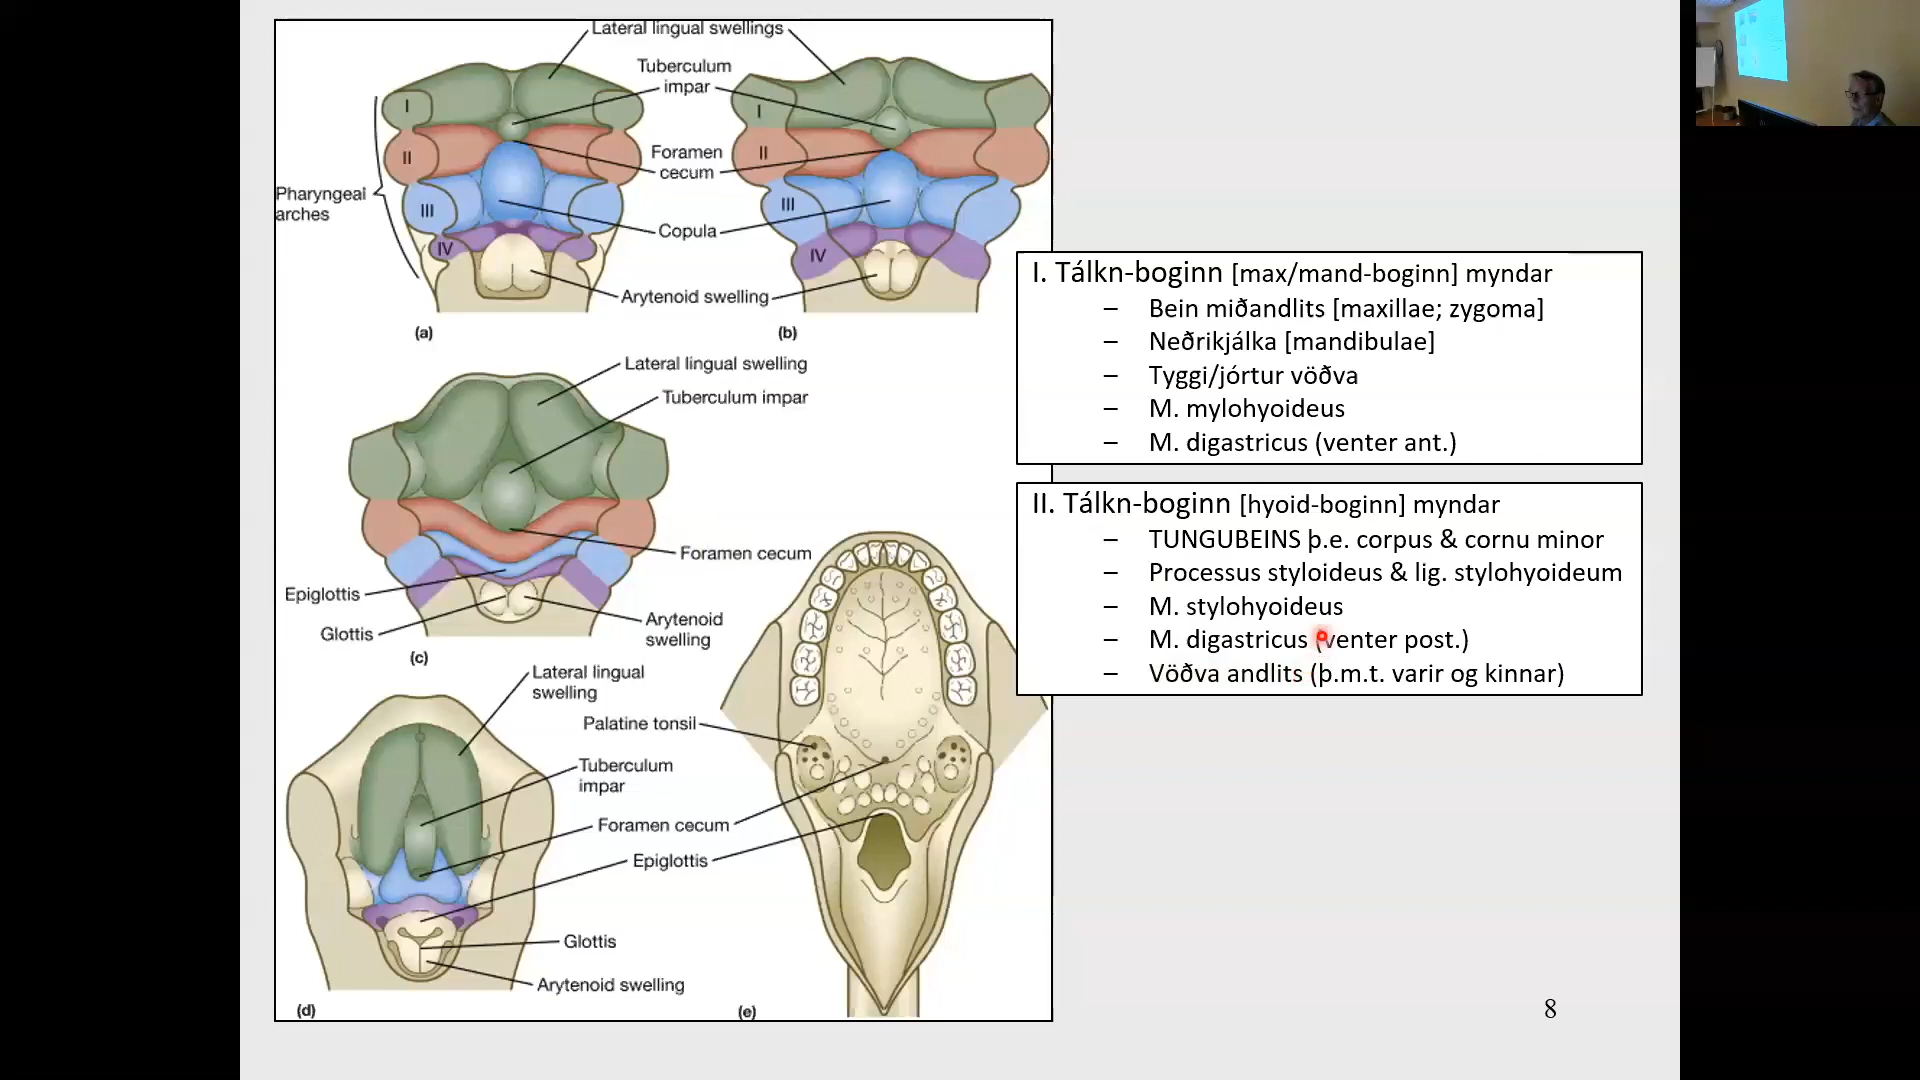 Lateral lingual swellings
Tuberculum
impar
I
I
II
II
Foramen
cecum
Pharyngeal
arches
III
III
Copula
IV
IV
Arytenoid swelling
(a)
(b)
Lateral lingual swelling
Tuberculum impar
Foramen cecum
Epiglottis
Glottis
Arytenoid
swelling
(c)
Lateral lingual
swelling
Palatine tonsil
Tuberculum
impar
Foramen cecum
Epiglottis
Glottis
Arytenoid swelling
(d)
(e)
I. Tálkn-boginn [max/mand-boginn] myndar
– Bein miðandlits [maxillae; zygoma]
– Neðrikjálka [mandibulae]
– Tyggi/jórtur vöðva
– M. mylohyoideus
– M. digastricus (venter ant.)
II. Tálkn-boginn [hyoid-boginn] myndar
– TUNGUBEINS þ.e. corpus & cornu minor
– Processus styloideus & lig. stylohyoideum
– M. stylohyoideus
– M. digastricus (venter post.)
– Vöðva andlits (þ.m.t. varir og kinnar)
8